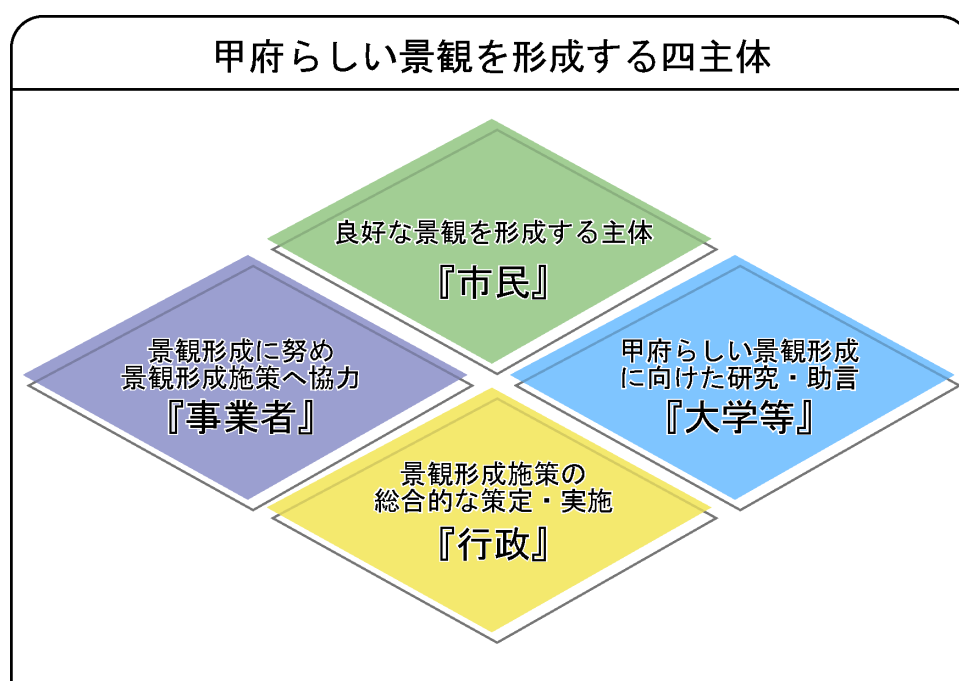 甲府らしい景観を形成する四主体
良好な景観を形成する主体
『市民』
景観形成に努め
景観形成施策へ協力
『事業者』
甲府らしい景観形成
に向けた研究・助言
『大学等』
景観形成施策の
総合的な策定・実施
『行政』